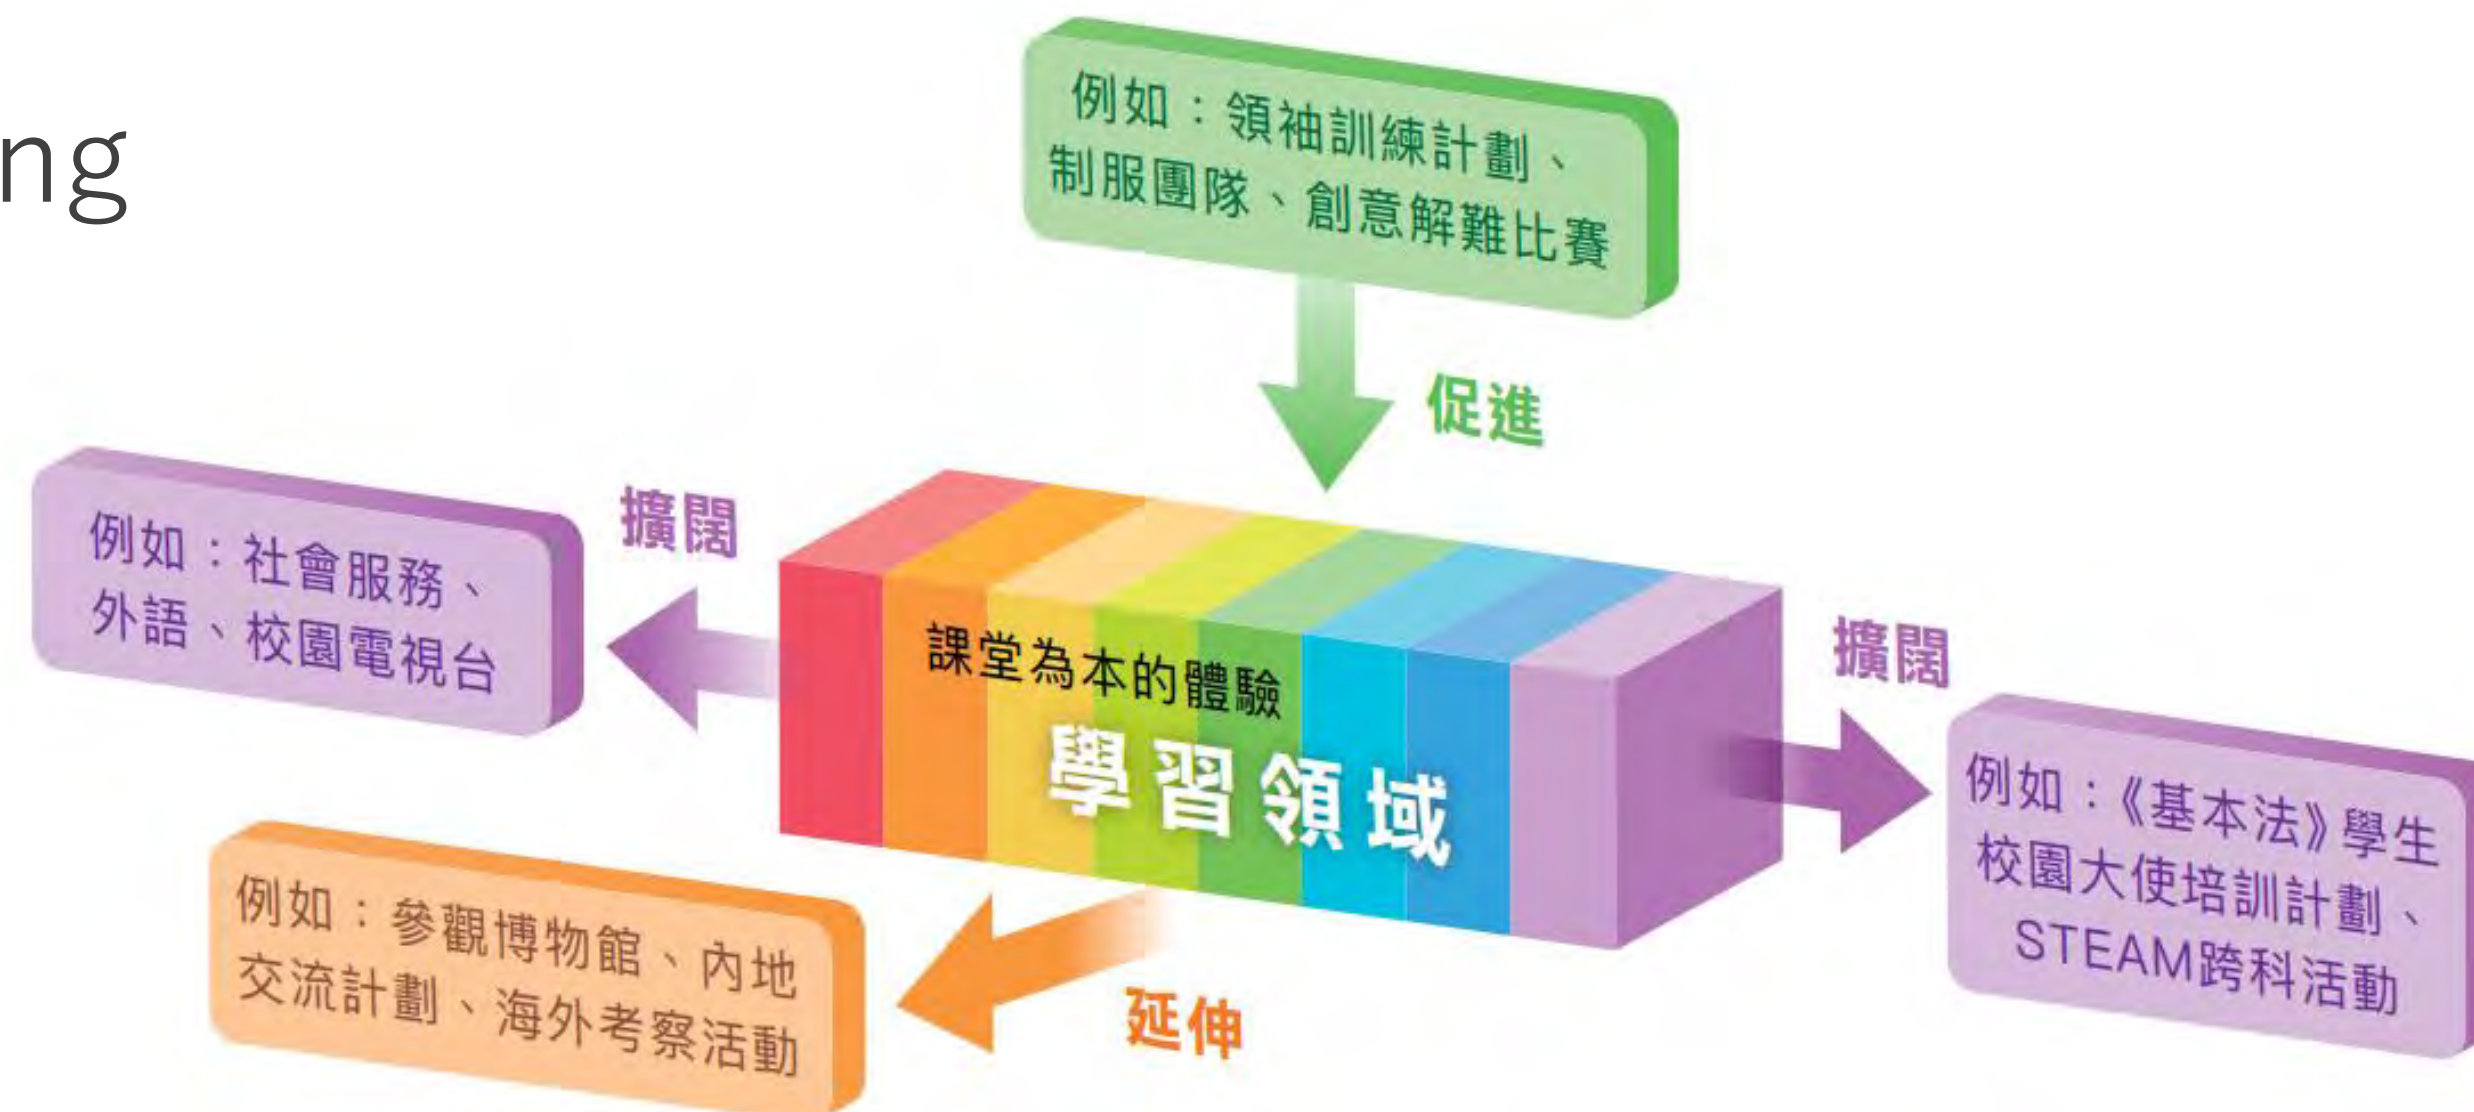 ng
例如：領袖訓練計劃、
制服團隊、創意解難比賽
促進
擴闊
例如：社會服務、
外語、校園電視台
課堂為本的體驗
學習領域
擴闊
例如：《基本法》學生
校園大使培訓計劃、
STEAM跨科活動
例如：參觀博物館、內地
交流計劃、海外考察活動
延伸